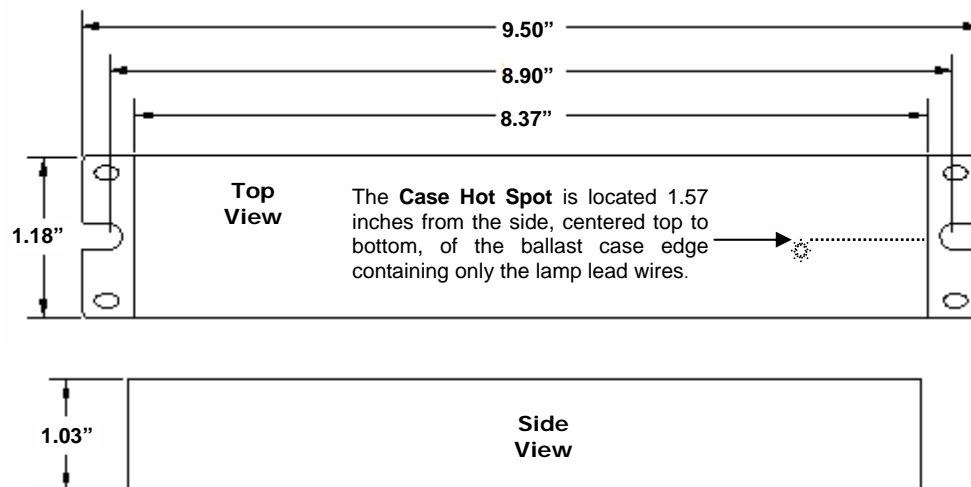 9.50”
8.90”
8.37”
Top
View
The Case Hot Spot is located 1.57
inches from the side, centered top to
bottom, of the ballast case edge
containing only the lamp lead wires.
1.18”
Side
View
1.03”